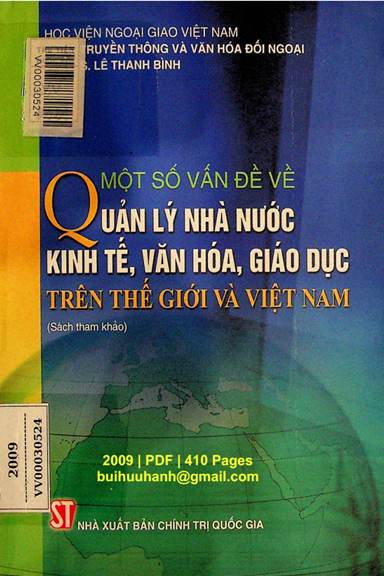 HỌC VIỆN NGOẠI GIAO VIỆT NAM
RUYỀN THÔNG VÀ VĂN HÓA ĐỐI NGOẠI
LÊ THANH BÌNH
VV00030524
MỘT SỐ VẤN ĐỀ VỀ
QUẢN LÝ NHÀ NƯỚC
KINH TẾ, VĂN HÓA, GIÁO DỤC
TRÊN THẾ GIỚI VÀ VIỆT NAM
(Sách tham khảo)
2009
VV00030524
2009 | PDF | 410 Pages
buihuuhanh@gmail.com
ST
NHÀ XUẤT BẢN CHÍNH TRỊ QUỐC GIA